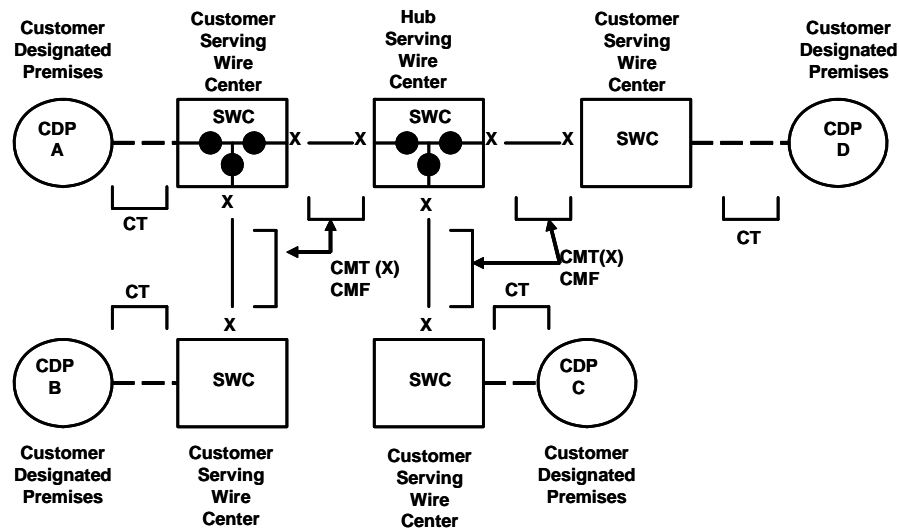 Customer
Designated
Premises
Customer
Serving
Wire
Center
Hub
Serving
Wire
Center
Customer
Serving
Wire
Center
Customer
Designated
Premises
CDP
A
SWC
X
X
SWC
X
X
SWC
CDP
D
CT
X
X
CT
CMT (X)
CMF
CMT(X)
CMF
CT
X
X
CT
CDP
B
SWC
SWC
CDP
C
Customer
Designated
Premises
Customer
Serving
Wire
Center
Customer
Serving
Wire
Center
Customer
Designated
Premises